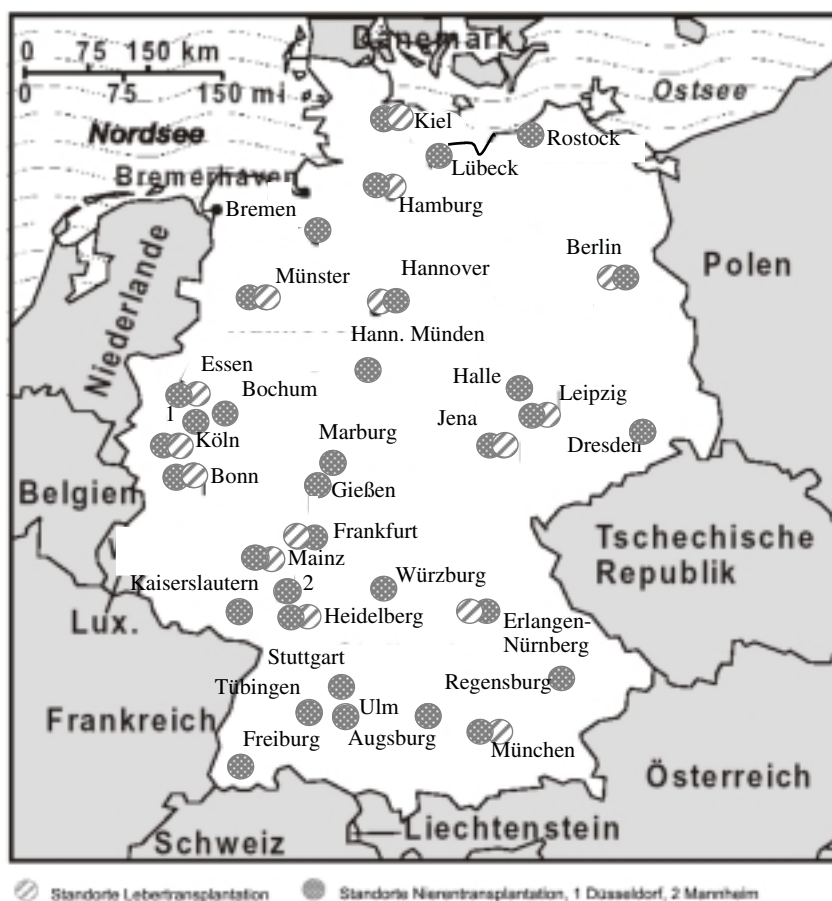 Dänemark
0 75 150 km
0 75 150 mi
Ostsee
Nordsee
Kiel
Rostock
Lübeck
Bremerhaven
Hamburg
Bremen
Berlin
Polen
Niederlande
Münster
Hannover
Hann. Münden
Essen
Bochum
Halle
Leipzig
1
Jena
Köln
Marburg
Dresden
Bonn
Gießen
Belgien
Frankfurt
Tschechische
Republik
Mainz
Kaiserslautern
2
Würzburg
Lux.
Heidelberg
Erlangen-
Nürnberg
Stuttgart
Tübingen
Regensburg
Frankreich
Ulm
Freiburg
Augsburg
München
Österreich
Schweiz
Liechtenstein
Standorte Lebertransplantation
Standorte Nierentransplantation, 1 Düsseldorf, 2 Mannheim